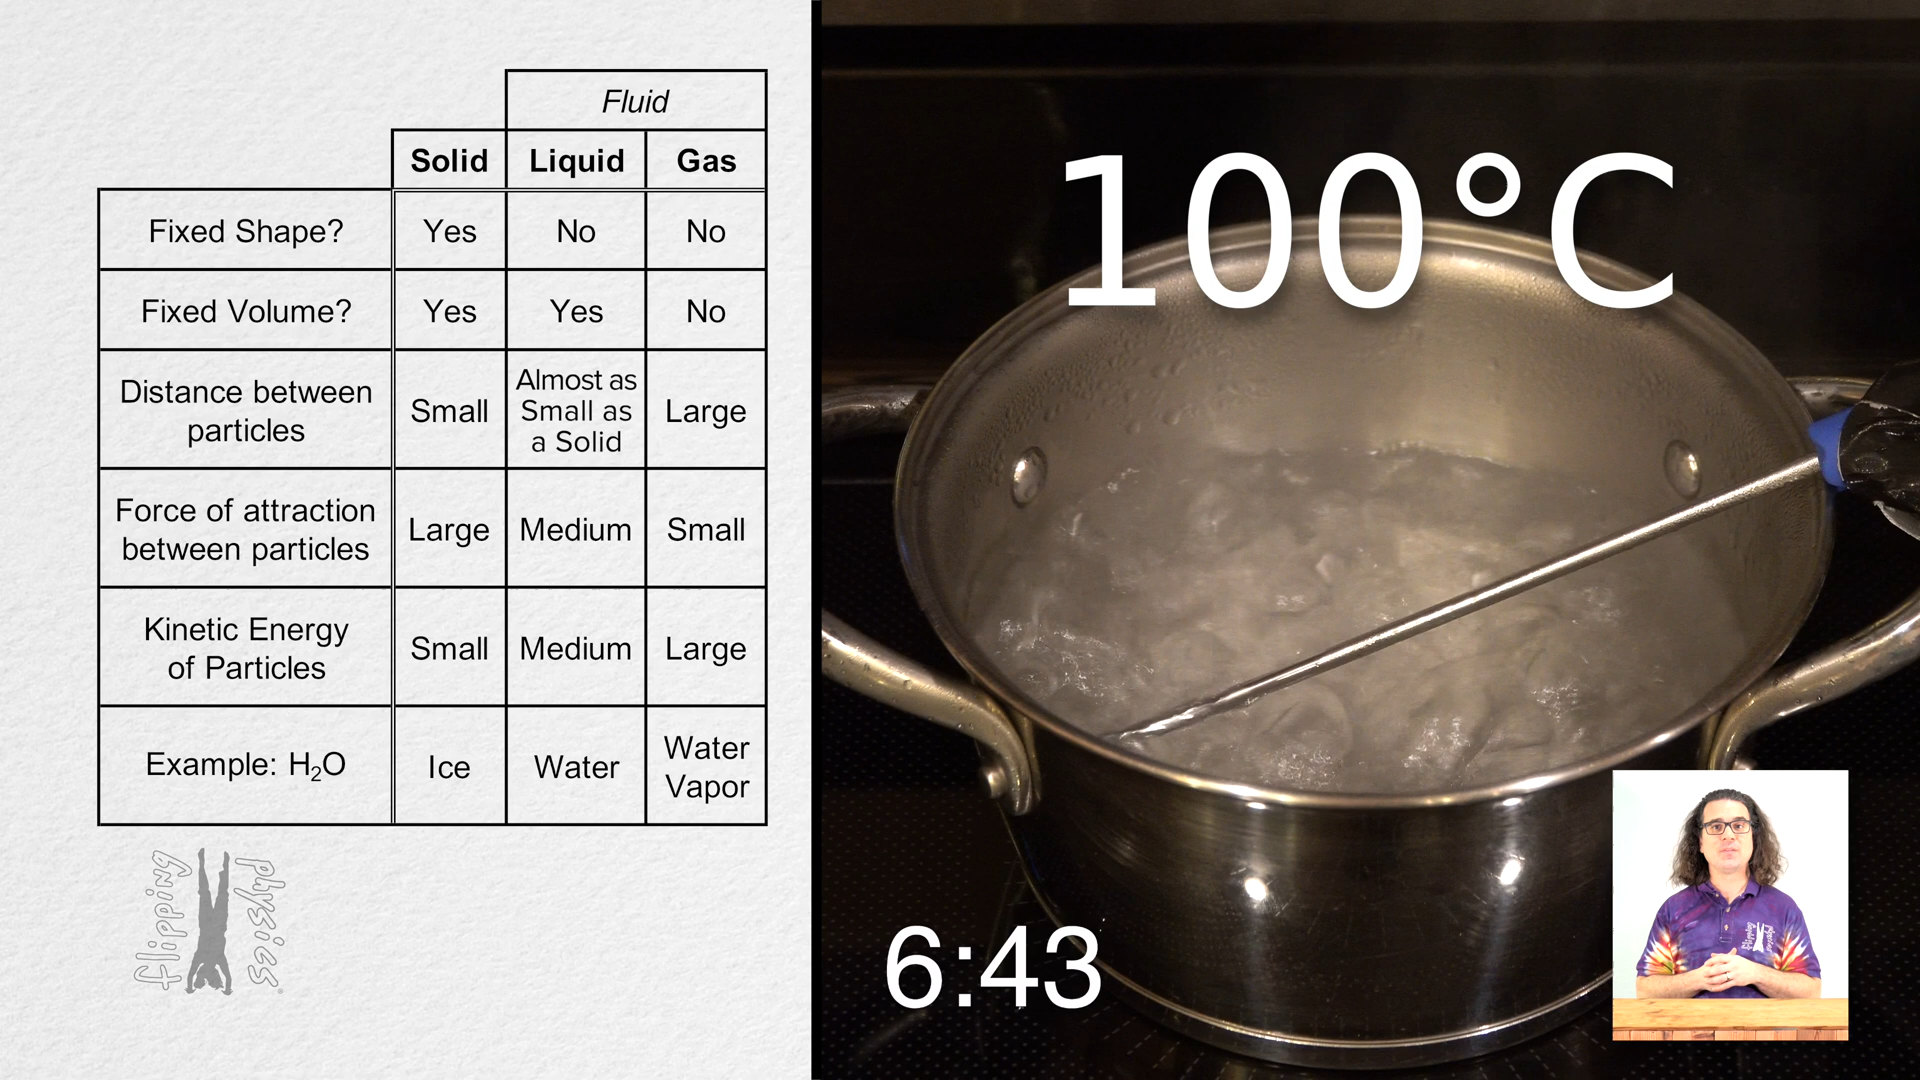 Fluid
Solid Liquid Gas
Fixed Shape? Yes No No
Fixed Volume? Yes Yes No
Distance between particles Small Almost as Small as a Solid Large
Force of attraction between particles Large Medium Small
Kinetic Energy of Particles Small Medium Large
Example: H₂O Ice Water Water Vapor
flipping physics
100°C
6:43
flipping physics